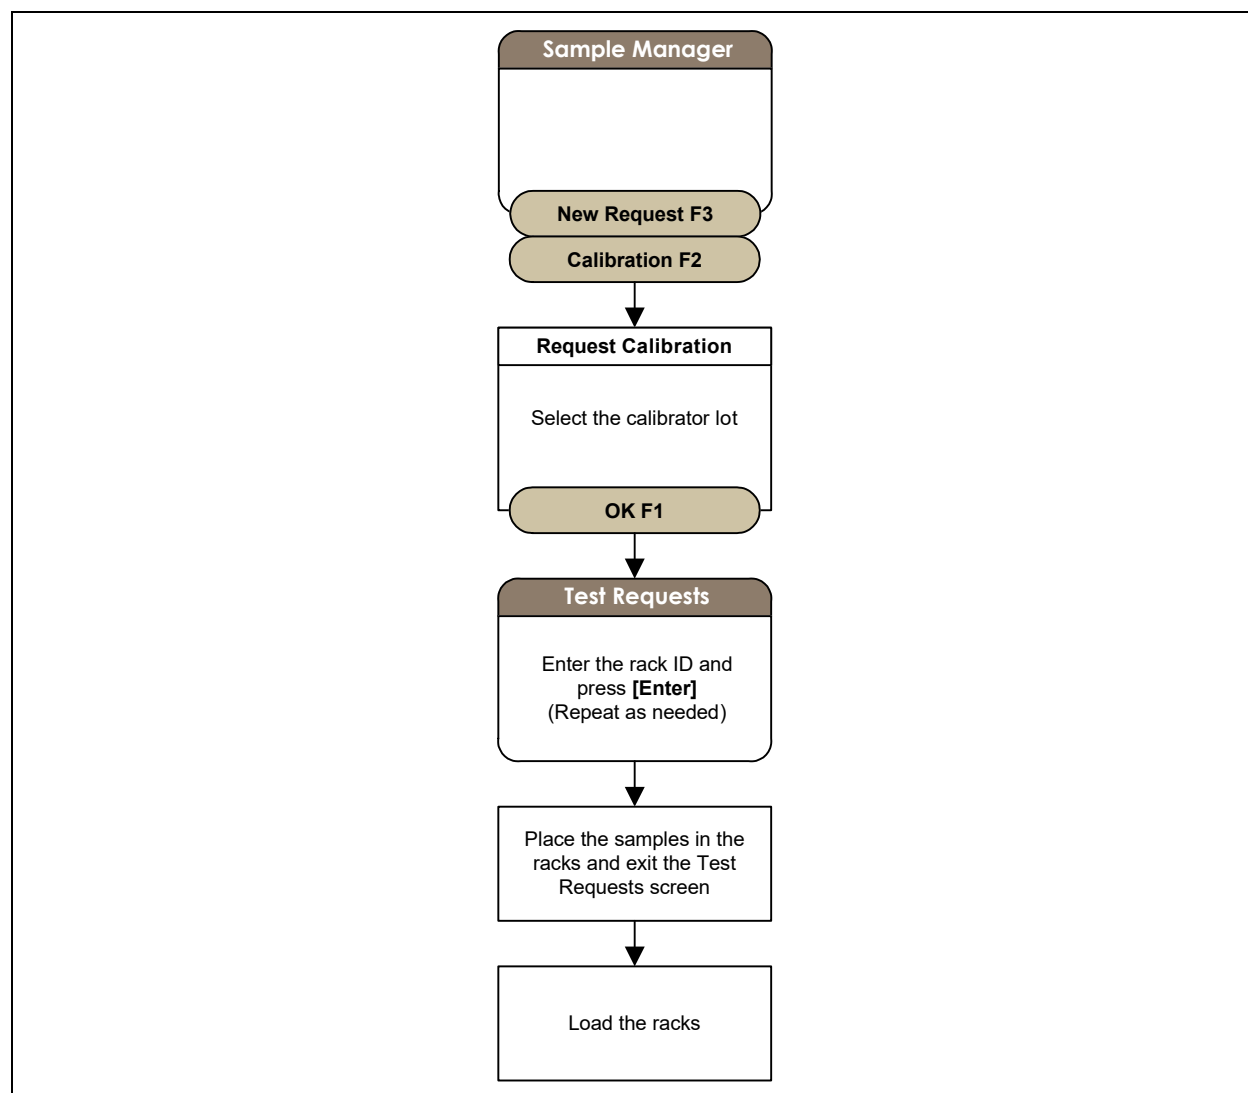 Sample Manager
New Request F3
Calibration F2
Request Calibration
Select the calibrator lot
OK F1
Test Requests
Enter the rack ID and
press [Enter]
(Repeat as needed)
Place the samples in the
racks and exit the Test
Requests screen
Load the racks